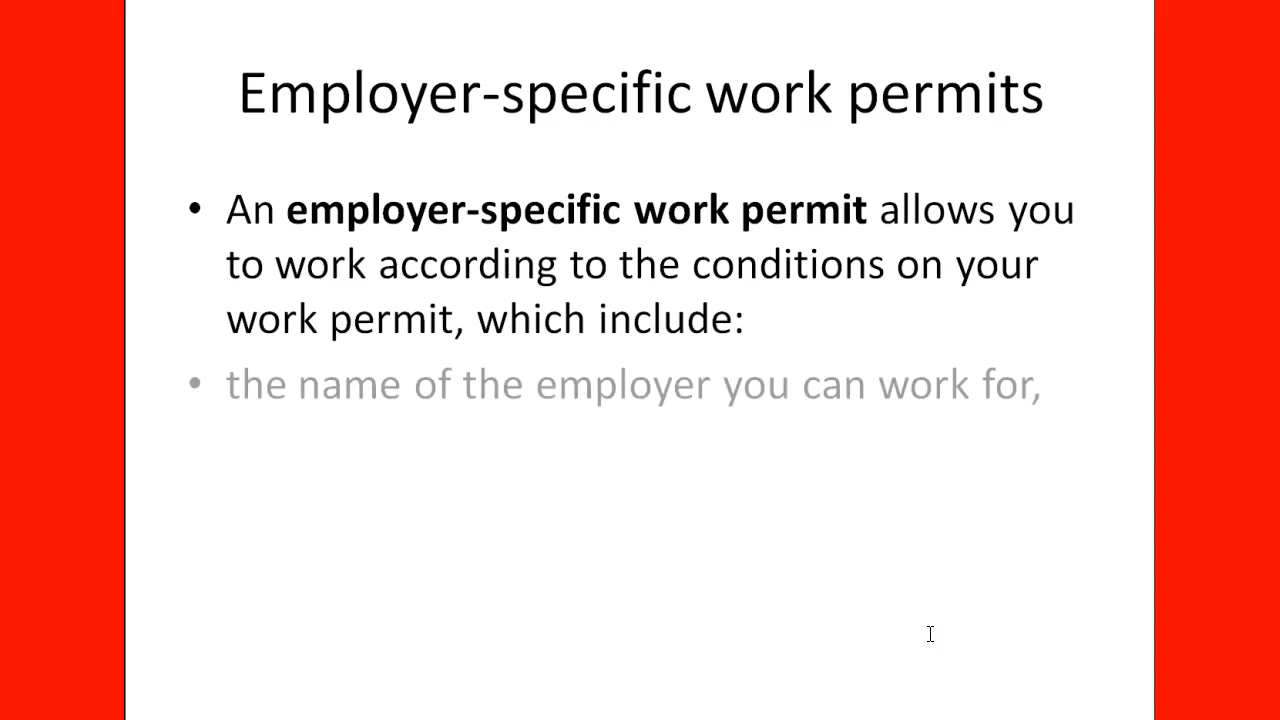 Employer-specific work permits
• An employer-specific work permit allows you
to work according to the conditions on your
work permit, which include:
• the name of the employer you can work for,